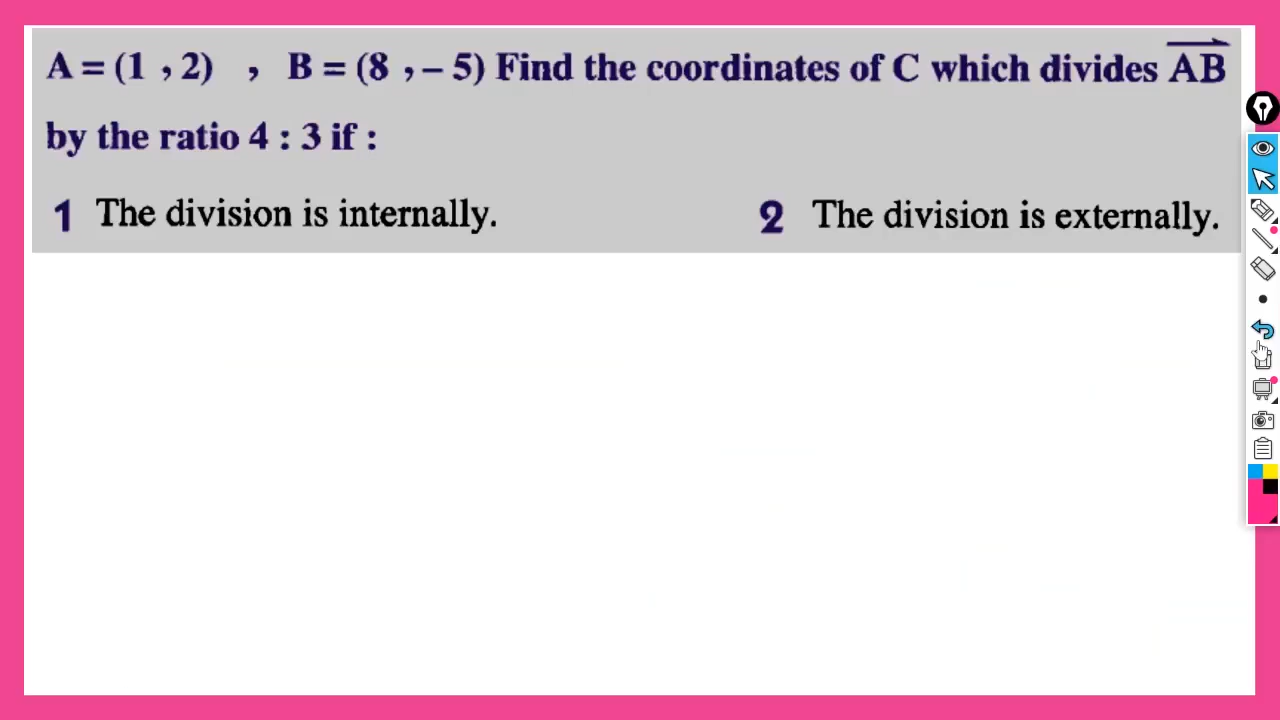 A = (1 , 2) , B = (8 , – 5) Find the coordinates of C which divides AB
by the ratio 4 : 3 if :
1 The division is internally. 2 The division is externally.